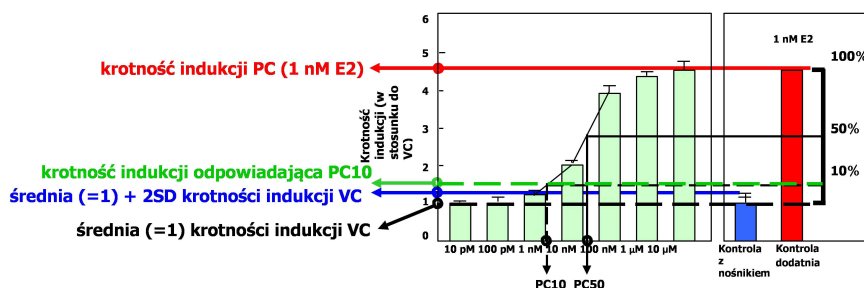 krotność indukcji PC (1 nM E2)
krotność indukcji odpowiadająca PC10
średnia (=1) + 2SD krotności indukcji VC
średnia (=1) krotności indukcji VC
Krotność
indukcji (w
stosunku do
VC)
6
5
4
3
2
1
0
10 pM 100 pM 1 nM 10 nM 100 nM 1 µM 10 µM
PC10 PC50
1 nM E2
100%
50%
10%
Kontrola
z
nośnikiem
Kontrola
dodatnia